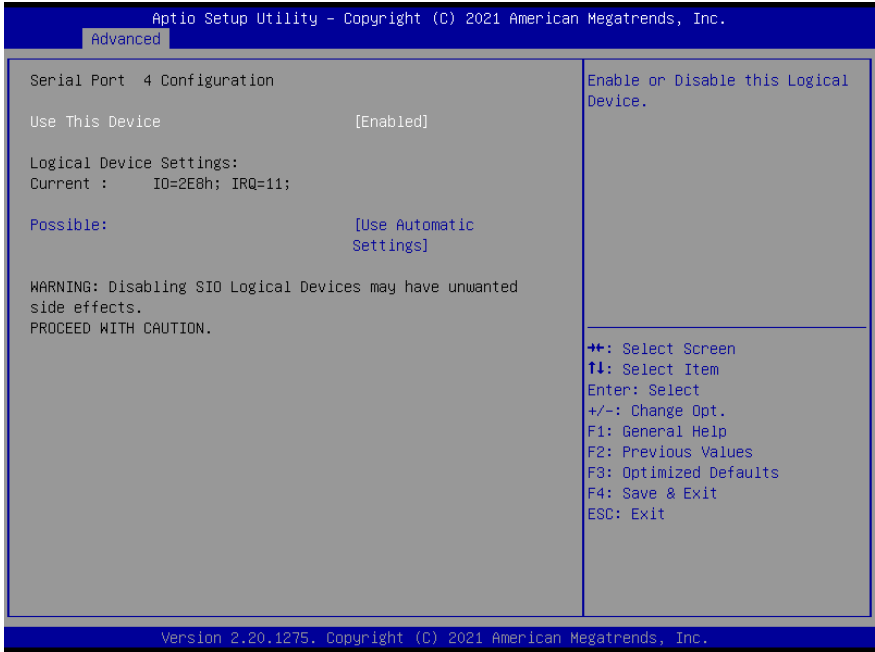 Aptio Setup Utility – Copyright (C) 2021 American Megatrends, Inc.
Advanced
Serial Port  4 Configuration
Use This Device [Enabled]
Logical Device Settings:
Current :     IO=2E8h; IRQ=11;
Possible: [Use Automatic
Settings]
WARNING: Disabling SIO Logical Devices may have unwanted
side effects.
PROCEED WITH CAUTION.
Enable or Disable this Logical
Device.
→←: Select Screen
↑↓: Select Item
Enter: Select
+/-: Change Opt.
F1: General Help
F2: Previous Values
F3: Optimized Defaults
F4: Save & Exit
ESC: Exit
Version 2.20.1275. Copyright (C) 2021 American Megatrends, Inc.